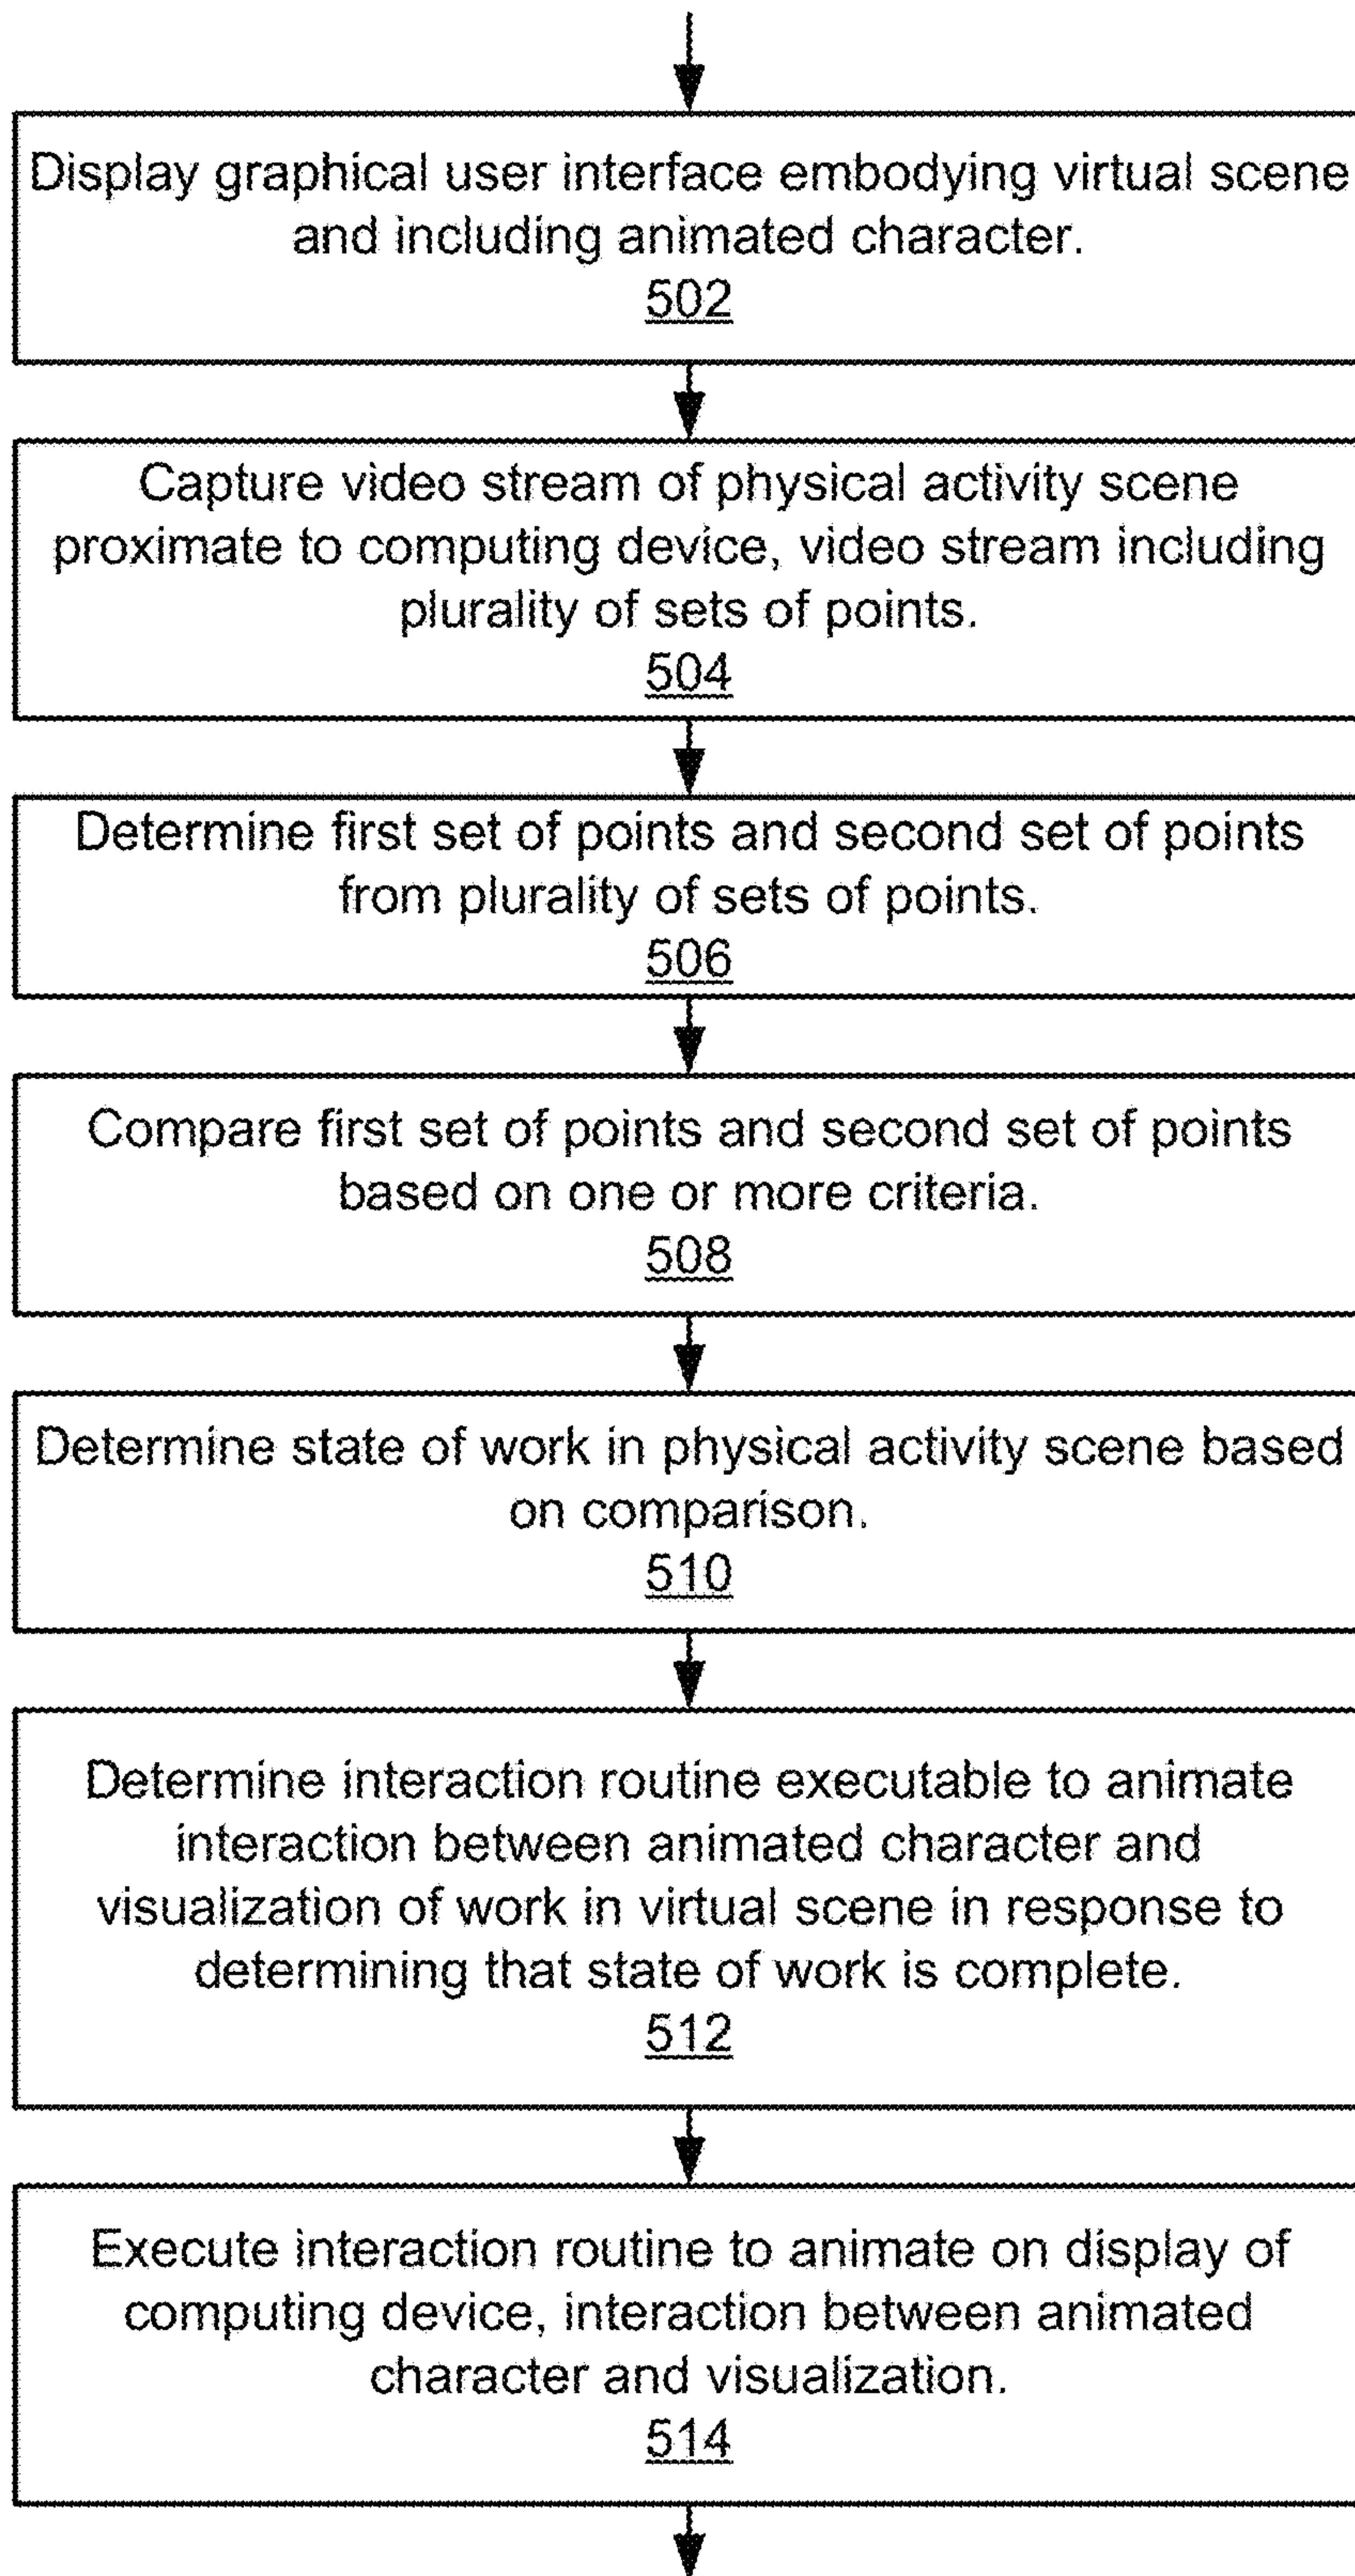 Display graphical user interface embodying virtual scene
and including animated character.
502
Capture video stream of physical activity scene
proximate to computing device, video stream including
plurality of sets of points.
504
Determine first set of points and second set of points
from plurality of sets of points.
506
Compare first set of points and second set of points
based on one or more criteria.
508
Determine state of work in physical activity scene based
on comparison.
510
Determine interaction routine executable to animate
interaction between animated character and
visualization of work in virtual scene in response to
determining that state of work is complete.
512
Execute interaction routine to animate on display of
computing device, interaction between animated
character and visualization.
514